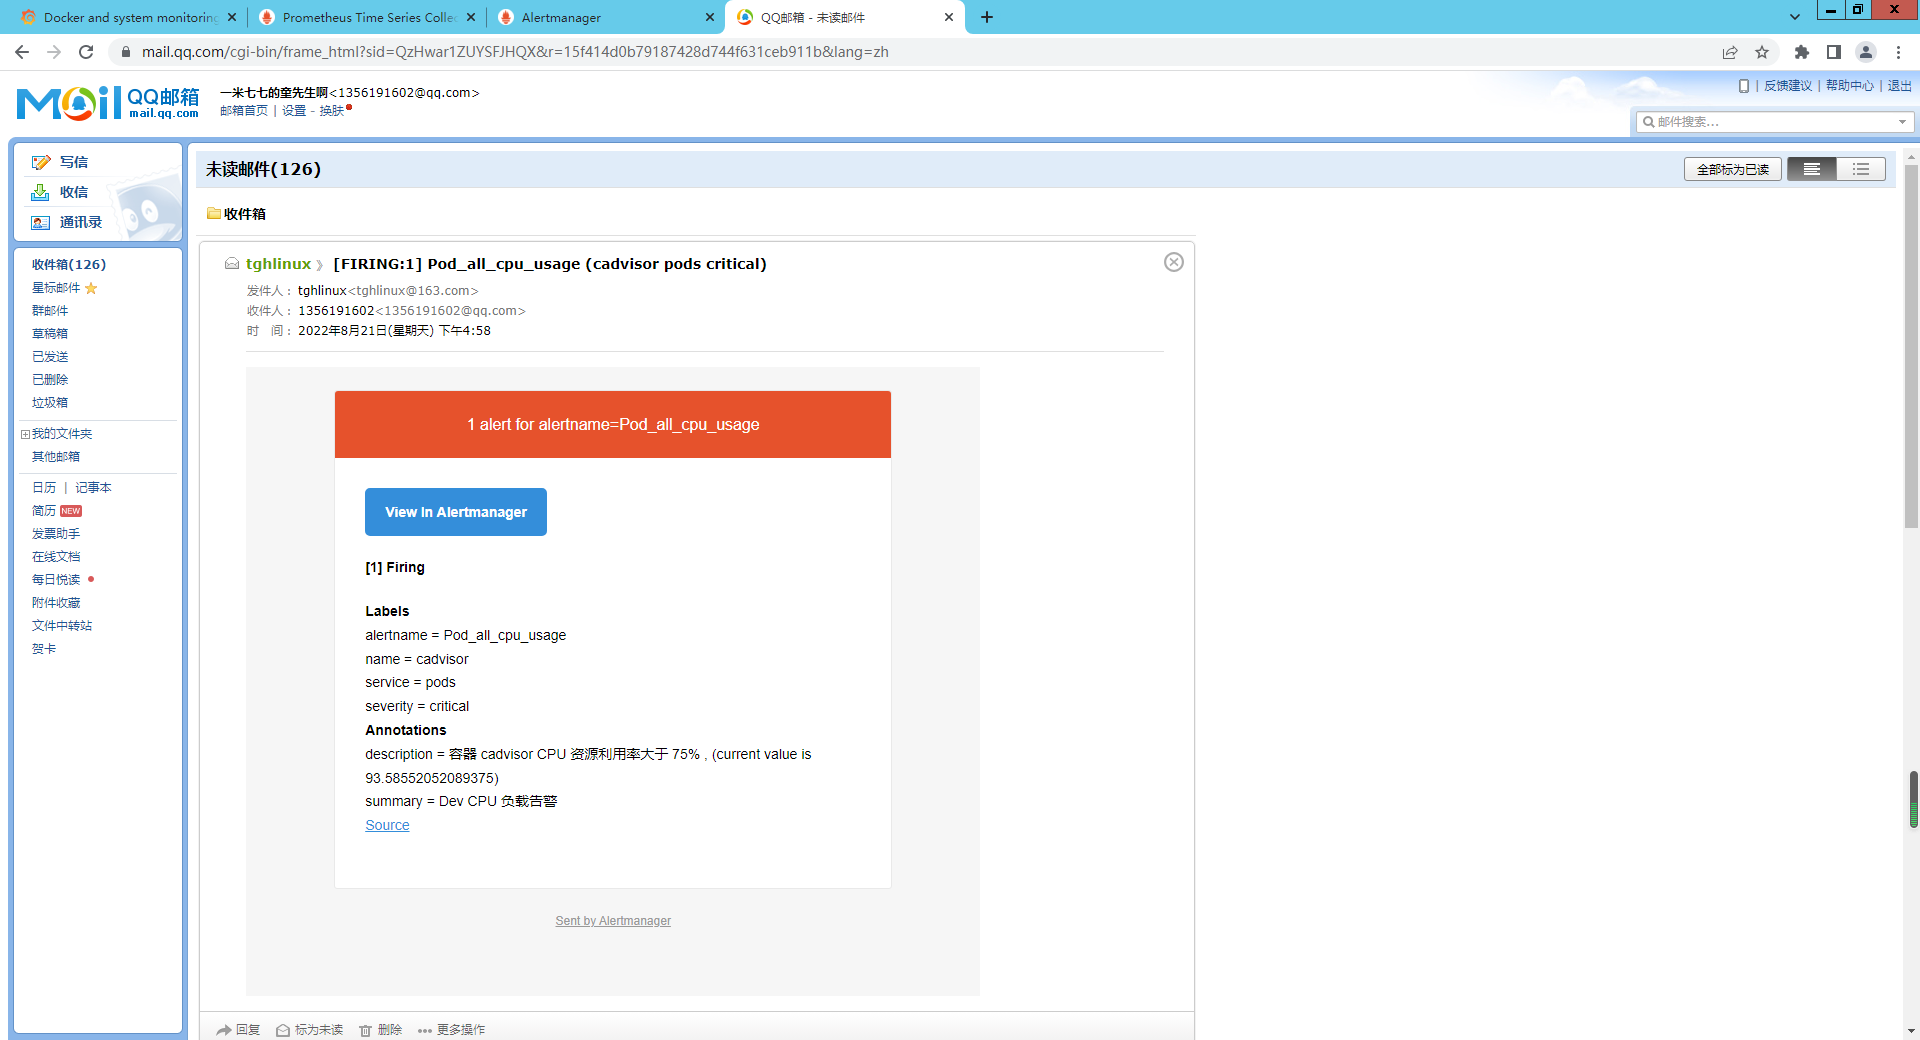 Docker and system monitoring
Prometheus Time Series Collec
Alertmanager
QQ邮箱 - 未读邮件
mail.qq.com/cgi-bin/frame_html?sid=QzHwar1ZUYSFJHQX&r=15f414d0b79187428d744f631ceb911b&lang=zh
Mail QQ邮箱
mail.qq.com
一米七七的童先生啊<1356191602@qq.com>
邮箱首页 | 设置 - 换肤
| 反馈建议 | 帮助中心 | 退出
邮件搜索...
写信
收信
通讯录
收件箱(126)
星标邮件
群邮件
草稿箱
已发送
已删除
垃圾箱
我的文件夹
其他邮箱
日历 | 记事本
简历 NEW
发票助手
在线文档
每日悦读
附件收藏
文件中转站
贺卡
未读邮件(126)
全部标为已读
收件箱
tghlinux 》 [FIRING:1] Pod_all_cpu_usage (cadvisor pods critical)
发件人： tghlinux<tghlinux@163.com>
收件人： 1356191602<1356191602@qq.com>
时 间： 2022年8月21日(星期天) 下午4:58
1 alert for alertname=Pod_all_cpu_usage
View In Alertmanager
[1] Firing
Labels
alertname = Pod_all_cpu_usage
name = cadvisor
service = pods
severity = critical
Annotations
description = 容器 cadvisor CPU 资源利用率大于 75% , (current value is
93.58552052089375)
summary = Dev CPU 负载告警
Source
Sent by Alertmanager
回复 标为未读 删除 更多操作